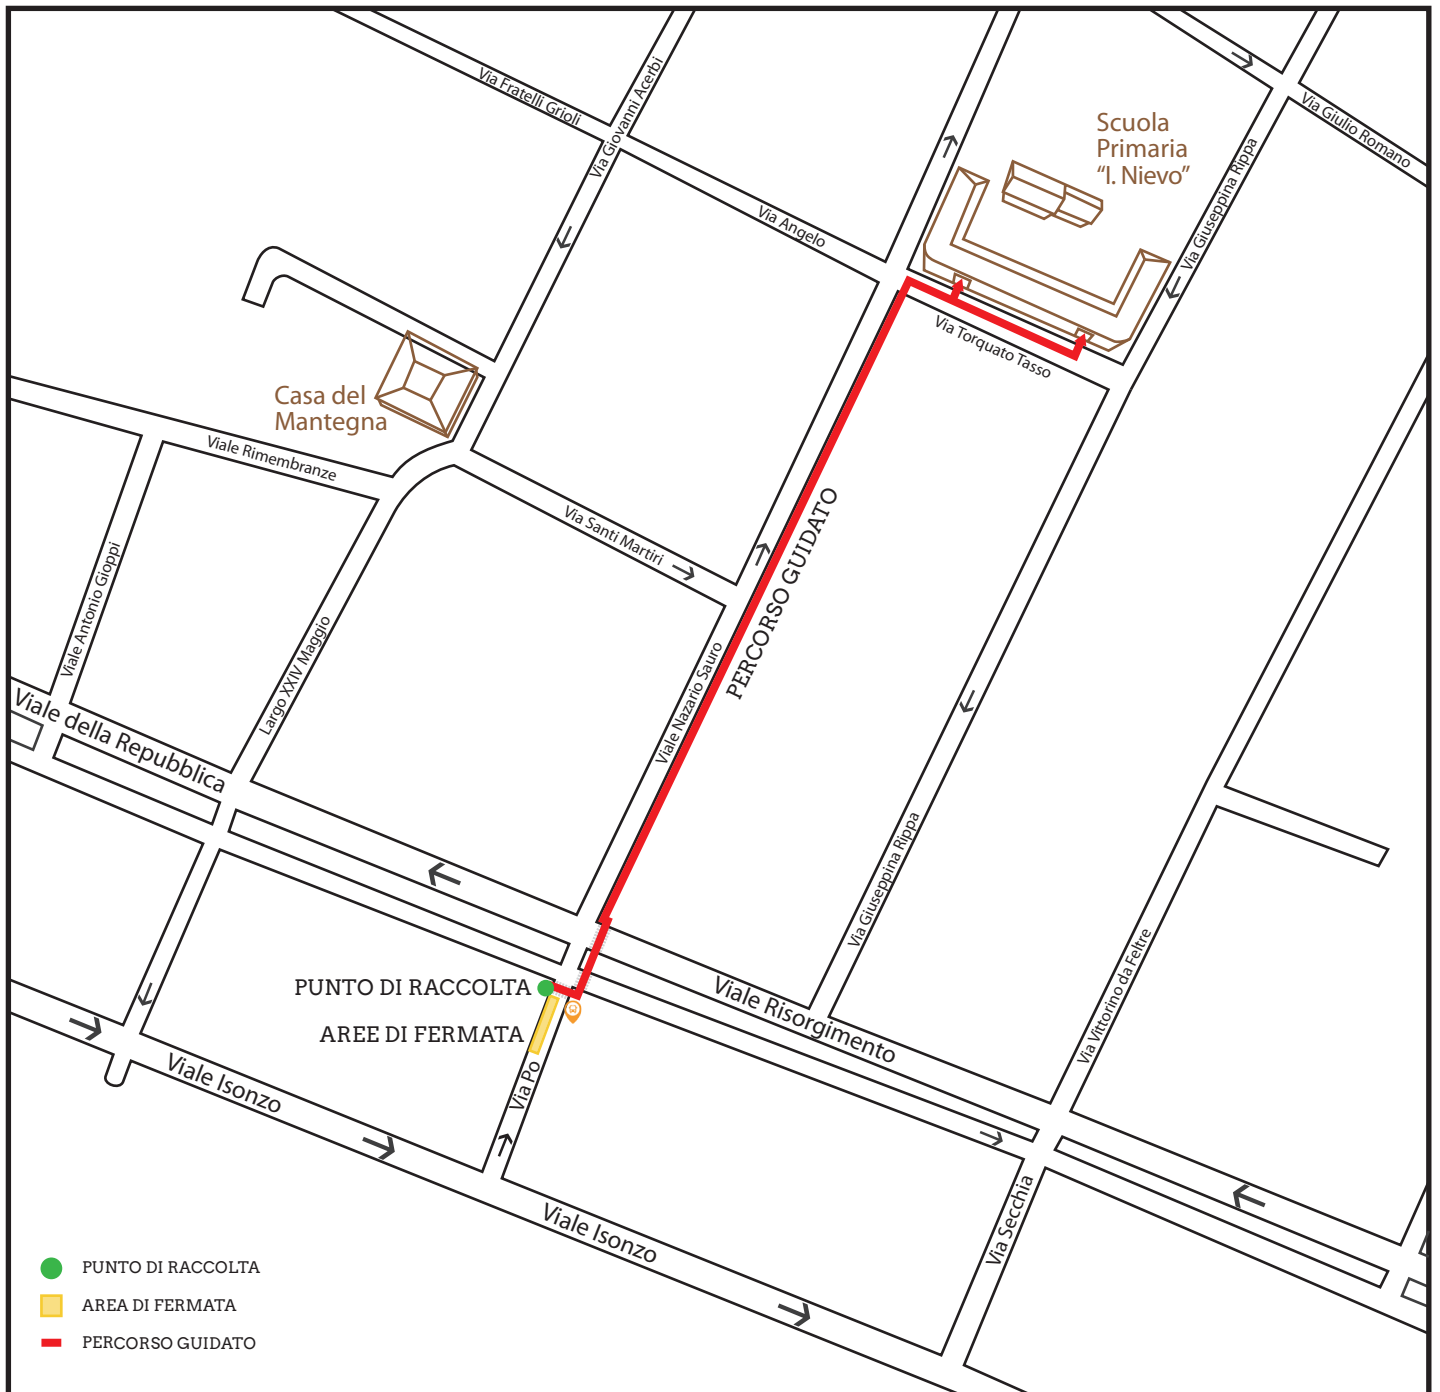 Via Fratelli Grioli
Via Giovanni Acerbi
Via Giulio Romano
Scuola
Primaria
“I. Nievo”
Via Giuseppina Rippa
Via Angelo
Via Torquato Tasso
Casa del
Mantegna
Viale Rimembranze
Via Santi Martiri
PERCORSO GUIDATO
Viale Antonio Gioppi
Largo XXIV Maggio
Viale Nazario Sauro
Viale della Repubblica
Via Giuseppina Rippa
Via Vittorino da Feltre
PUNTO DI RACCOLTA
Viale Risorgimento
AREE DI FERMATA
Via Po
Viale Isonzo
Viale Isonzo
Via Secchia
PUNTO DI RACCOLTA
AREA DI FERMATA
PERCORSO GUIDATO